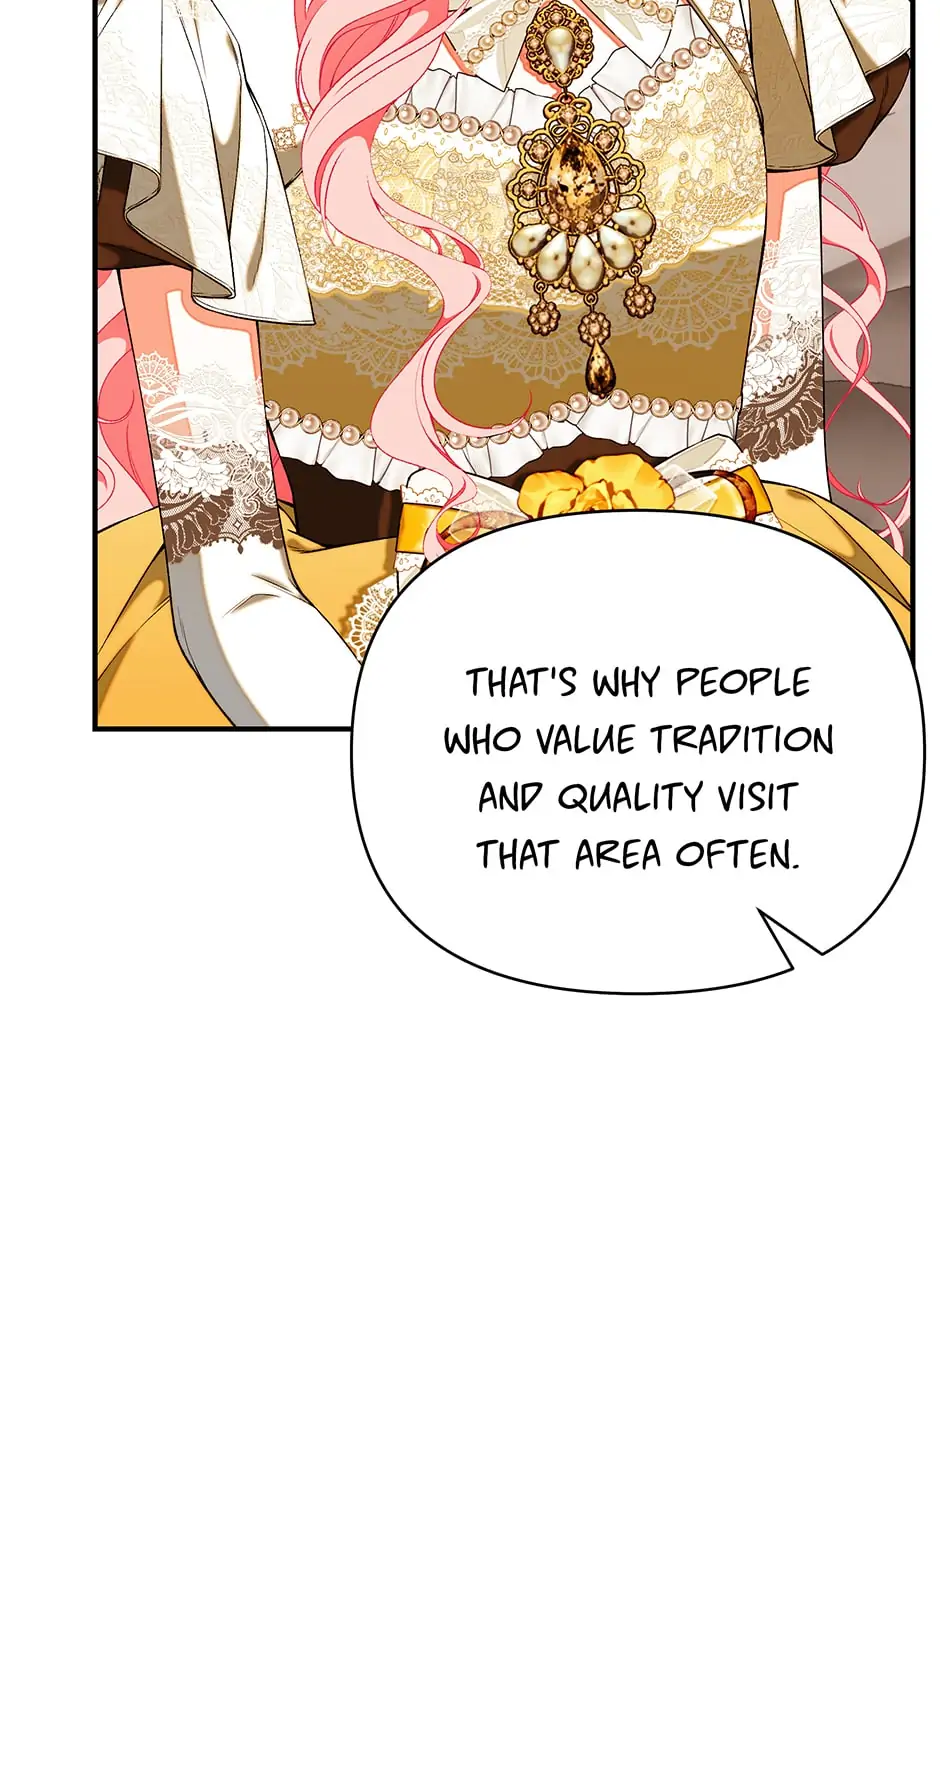 THAT'S WHY PEOPLE
WHO VALUE TRADITION
AND QUALITY VISIT
THAT AREA OFTEN.